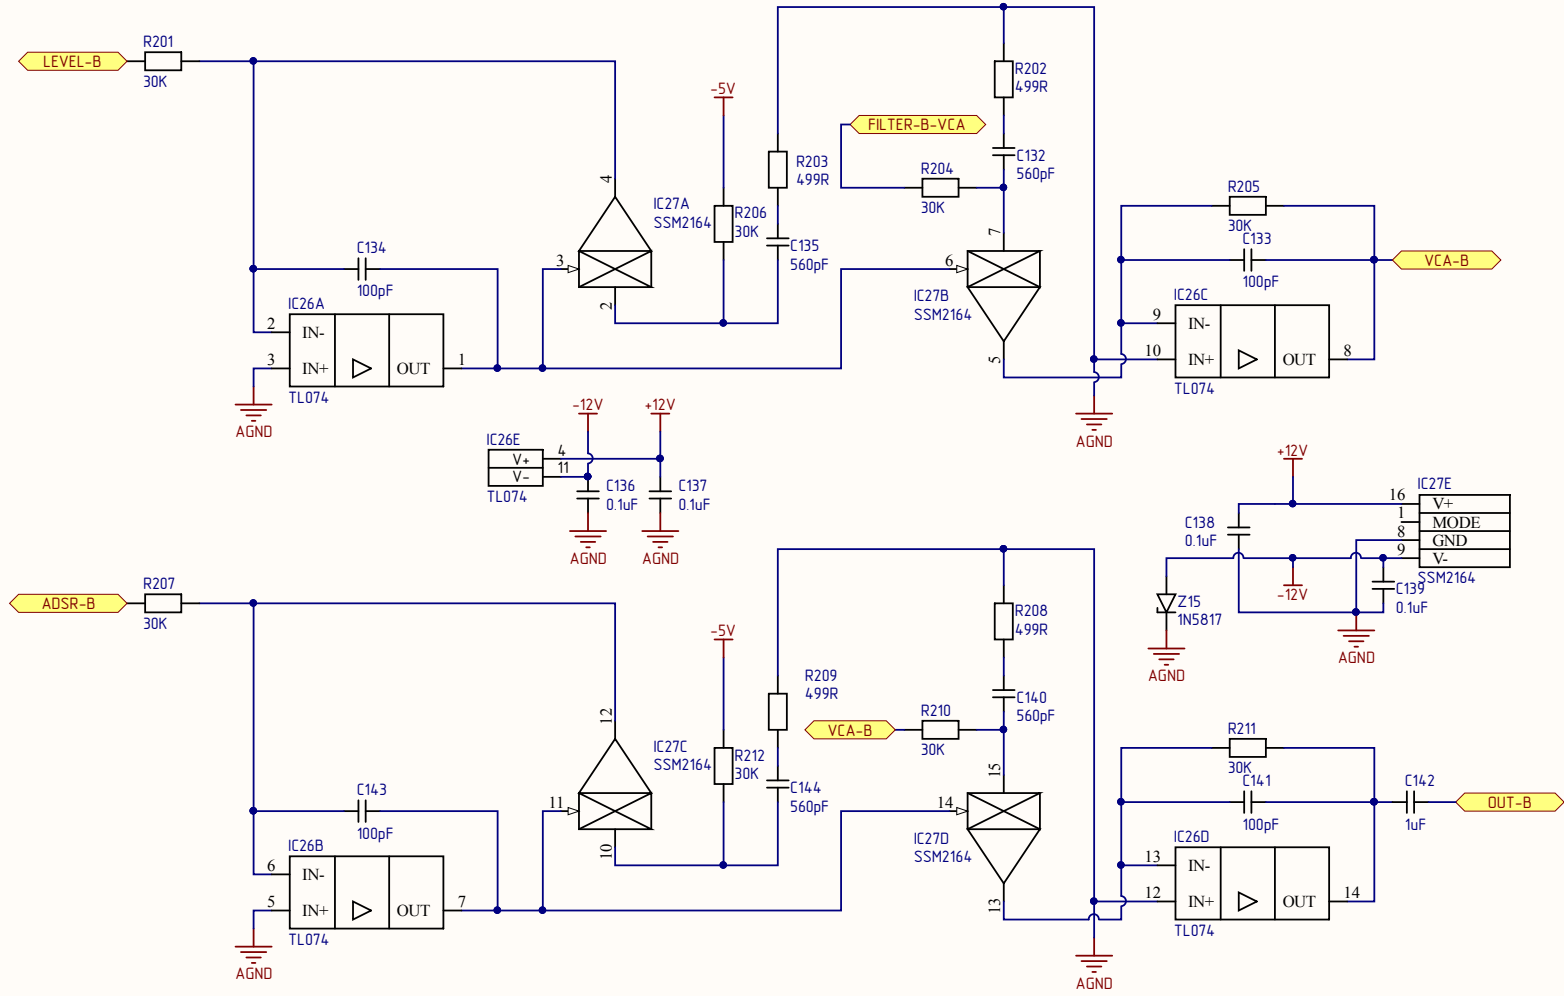 R201
LEVEL-B
30K
R202
499R
-5V
FILTER-B-VCA
R203
499R
C132
560pF
R204
30K
4
IC27A
SSM2164
R206
30K
R205
30K
7
C134
100pF
3
2
C135
560pF
6
IC27B
SSM2164
C133
100pF
VCA-B
IC26A
2
IN-
3
IN+
OUT
1
TL074
AGND
5
IC26C
9
IN-
10
IN+
OUT
8
TL074
AGND
-12V
+12V
IC26E
V+
4
V-
11
TL074
C136
0.1uF
C137
0.1uF
AGND
AGND
+12V
IC27E
16
V+
1
MODE
8
GND
9
V-
SSM2164
C138
0.1uF
-12V
C139
0.1uF
Z15
1N5817
AGND
AGND
R207
ADSR-B
30K
R208
499R
-5V
R209
499R
C140
560pF
VCA-B
R210
30K
12
IC27C
SSM2164
R212
30K
R211
30K
15
C143
100pF
11
10
C144
560pF
14
IC27D
SSM2164
C141
100pF
C142
1uF
OUT-B
IC26B
6
IN-
5
IN+
OUT
7
TL074
AGND
13
IC26D
13
IN-
12
IN+
OUT
14
TL074
AGND